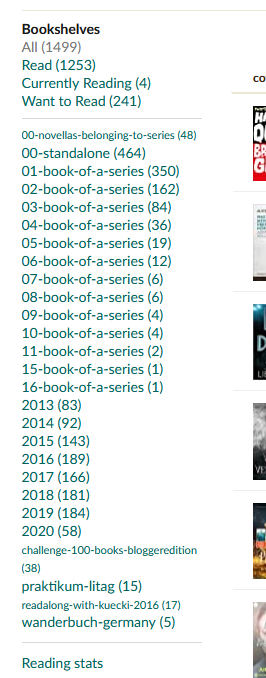 Bookshelves
All (1499)
Read (1253)
Currently Reading (4)
Want to Read (241)
co
00-novellas-belonging-to-series (48)
00-standalone (464)
01-book-of-a-series (350)
02-book-of-a-series (162)
03-book-of-a-series (84)
04-book-of-a-series (36)
05-book-of-a-series (19)
06-book-of-a-series (12)
07-book-of-a-series (6)
08-book-of-a-series (6)
09-book-of-a-series (4)
10-book-of-a-series (4)
11-book-of-a-series (2)
15-book-of-a-series (1)
16-book-of-a-series (1)
2013 (83)
2014 (92)
2015 (143)
2016 (189)
2017 (166)
2018 (181)
2019 (184)
2020 (58)
challenge-100-books-bloggeredition
(38)
praktikum-litag (15)
readalong-with-kuecki-2016 (17)
wanderbuch-germany (5)
Reading stats